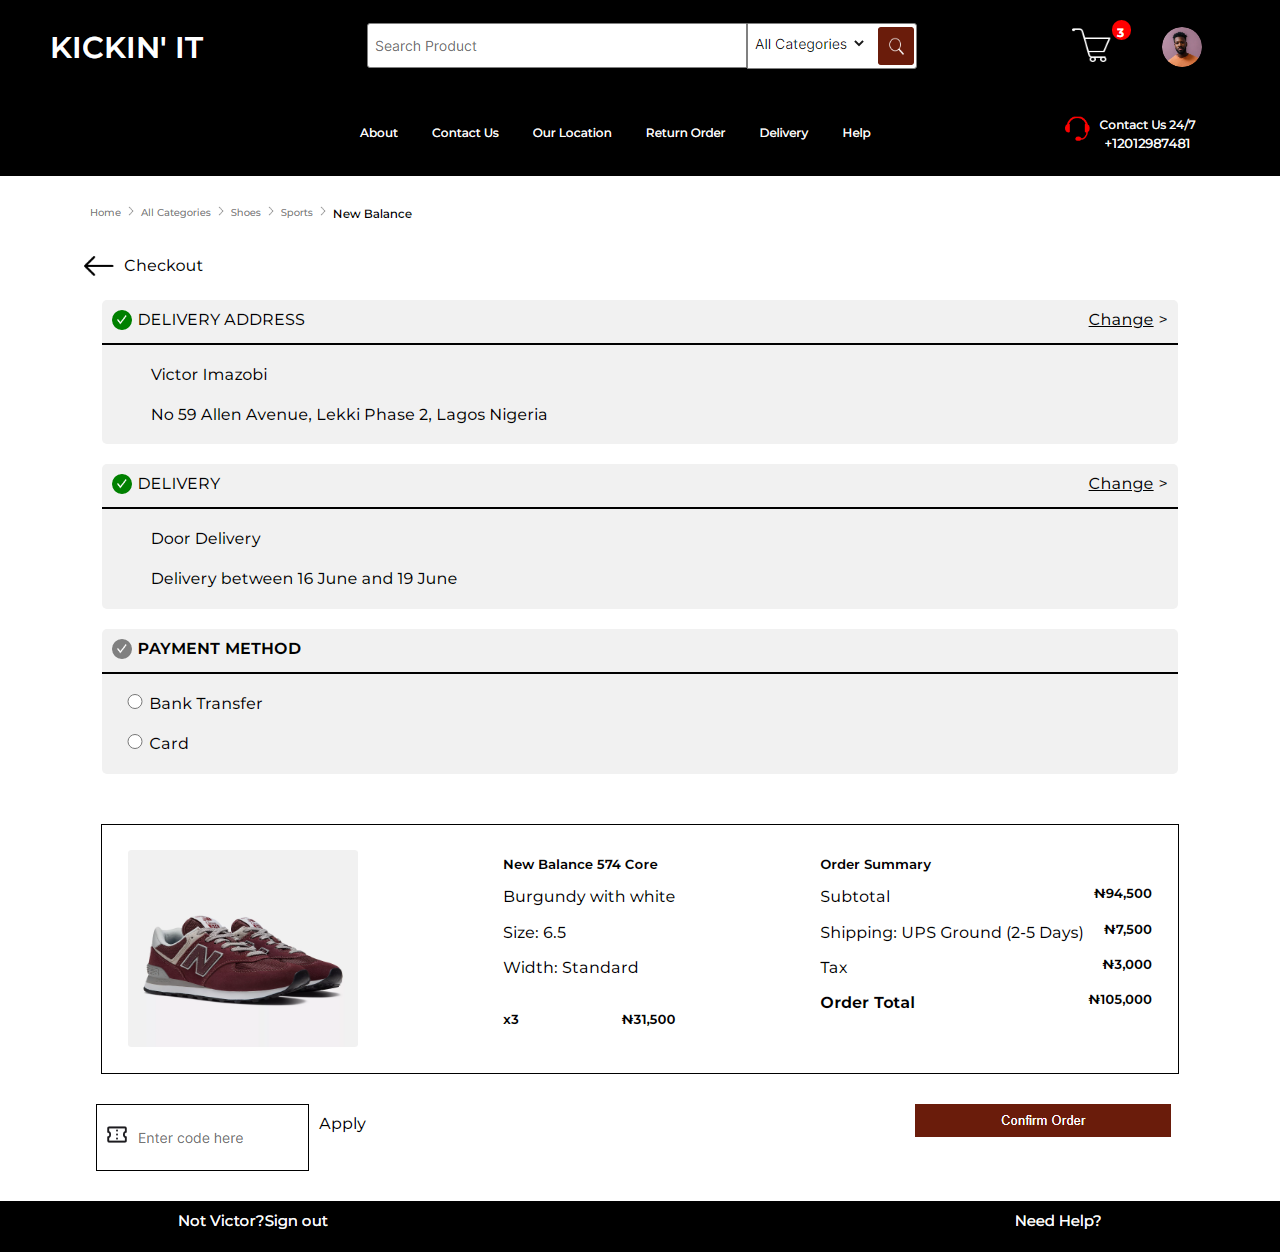 KICKIN' IT
Search Product
All Categories
3
About
Contact Us
Our Location
Return Order
Delivery
Help
Contact Us 24/7
+12012987481
Home > All Categories > Shoes > Sports > New Balance
Checkout
DELIVERY ADDRESS
Change >
Victor Imazobi
No 59 Allen Avenue, Lekki Phase 2, Lagos Nigeria
DELIVERY
Change >
Door Delivery
Delivery between 16 June and 19 June
PAYMENT METHOD
Bank Transfer
Card
New Balance 574 Core
Burgundy with white
Size: 6.5
Width: Standard
x3
₦31,500
Order Summary
Subtotal ₦94,500
Shipping: UPS Ground (2-5 Days) ₦7,500
Tax ₦3,000
Order Total ₦105,000
Enter code here
Apply
Confirm Order
Not Victor?Sign out
Need Help?